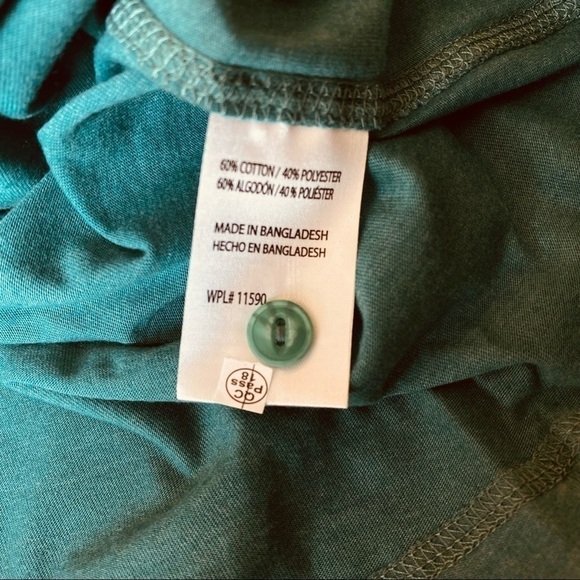 60% COTTON / 40% POLYESTER
60% ALGODÓN / 40% POLIÉSTER
MADE IN BANGLADESH
HECHO EN BANGLADESH
WPL# 11590
QC
Pass
18